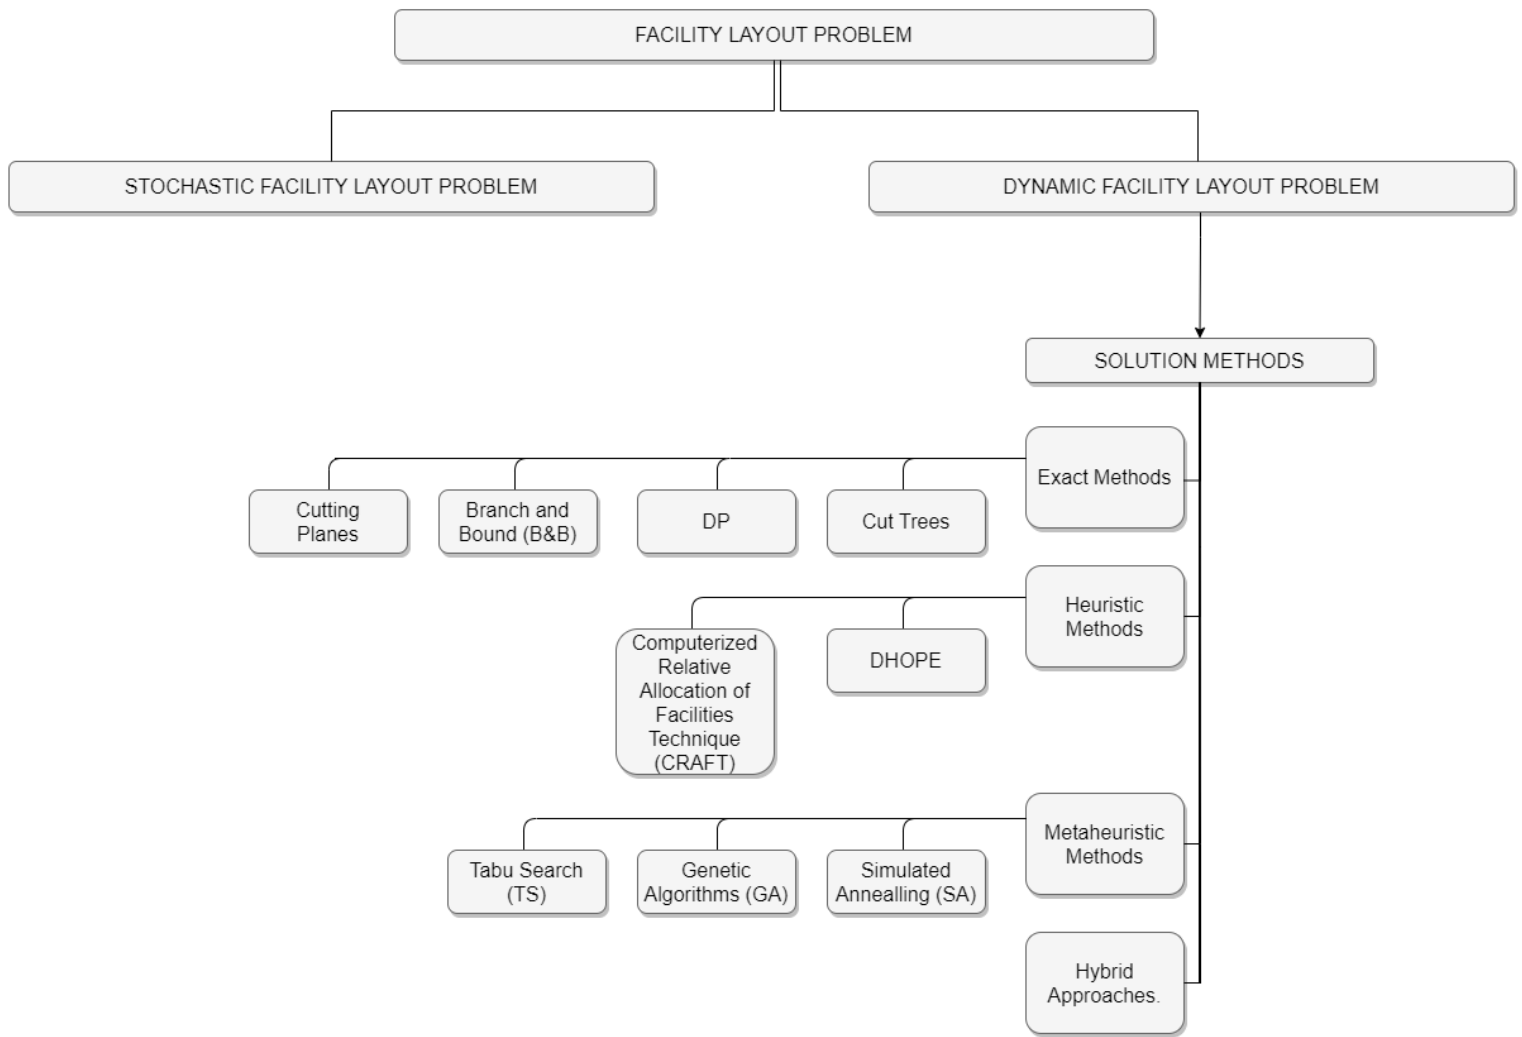 FACILITY LAYOUT PROBLEM
STOCHASTIC FACILITY LAYOUT PROBLEM
DYNAMIC FACILITY LAYOUT PROBLEM
SOLUTION METHODS
Exact Methods
Cutting
Planes
Branch and
Bound (B&B)
DP
Cut Trees
Heuristic
Methods
Computerized
Relative
Allocation of
Facilities
Technique
(CRAFT)
DHOPE
Metaheuristic
Methods
Tabu Search
(TS)
Genetic
Algorithms (GA)
Simulated
Annealling (SA)
Hybrid
Approaches.